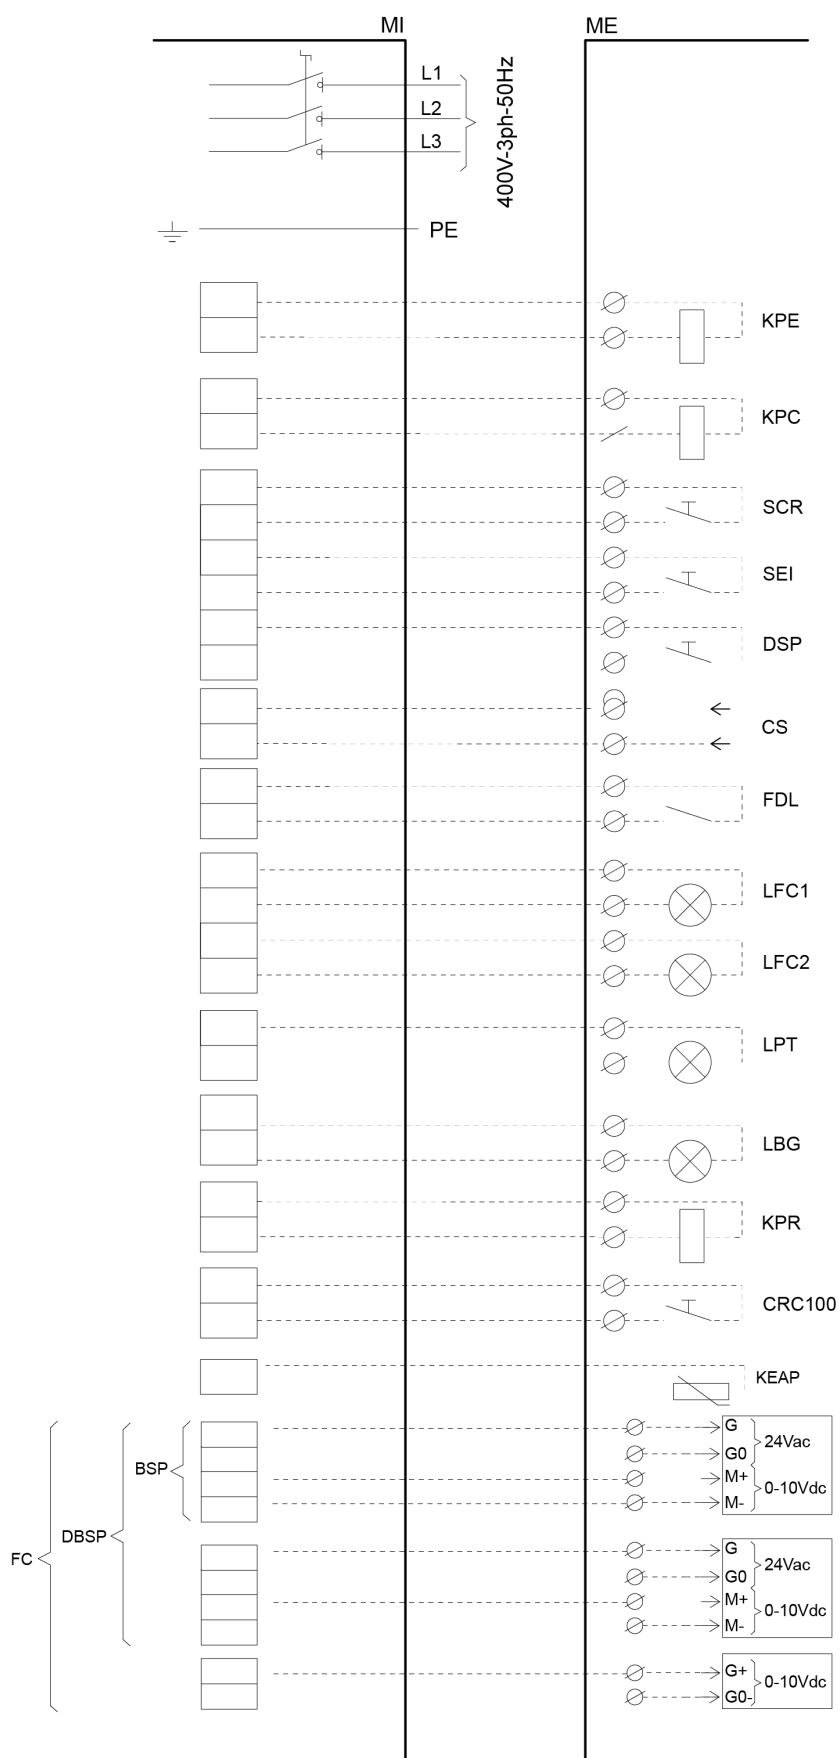 MI
ME
L1
L2
L3
400V-3ph-50Hz
PE
KPE
KPC
SCR
SEI
DSP
CS
FDL
LFC1
LFC2
LPT
LBG
KPR
CRC100
KEAP
BSP
DBSP
FC
G
G0
24Vac
M+
M-
0-10Vdc
G
G0
24Vac
M+
M-
0-10Vdc
G+
G0-
0-10Vdc